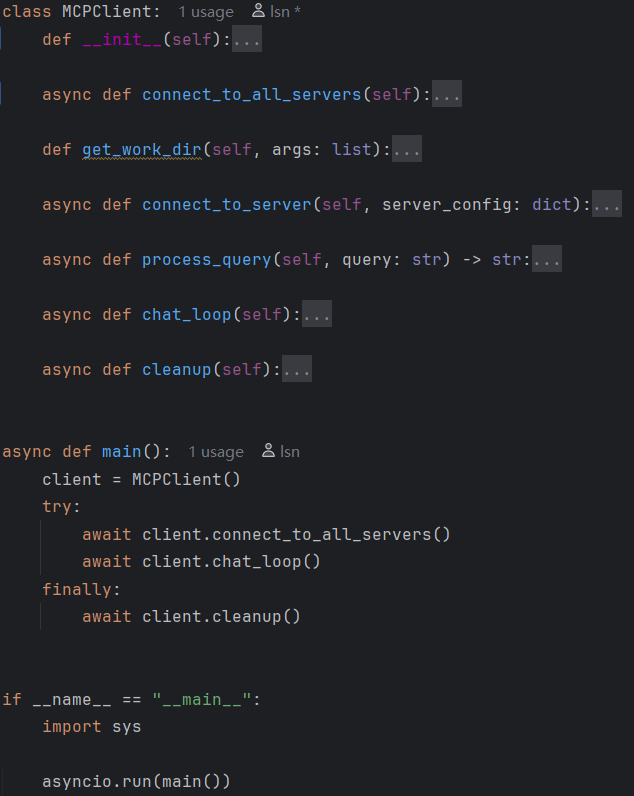 class MCPClient: 1 usage lsn *
def __init__(self):...
async def connect_to_all_servers(self):...
def get_work_dir(self, args: list):...
async def connect_to_server(self, server_config: dict):...
async def process_query(self, query: str) -> str:...
async def chat_loop(self):...
async def cleanup(self):...
async def main(): 1 usage lsn
client = MCPClient()
try:
await client.connect_to_all_servers()
await client.chat_loop()
finally:
await client.cleanup()
if __name__ == "__main__":
import sys
asyncio.run(main())